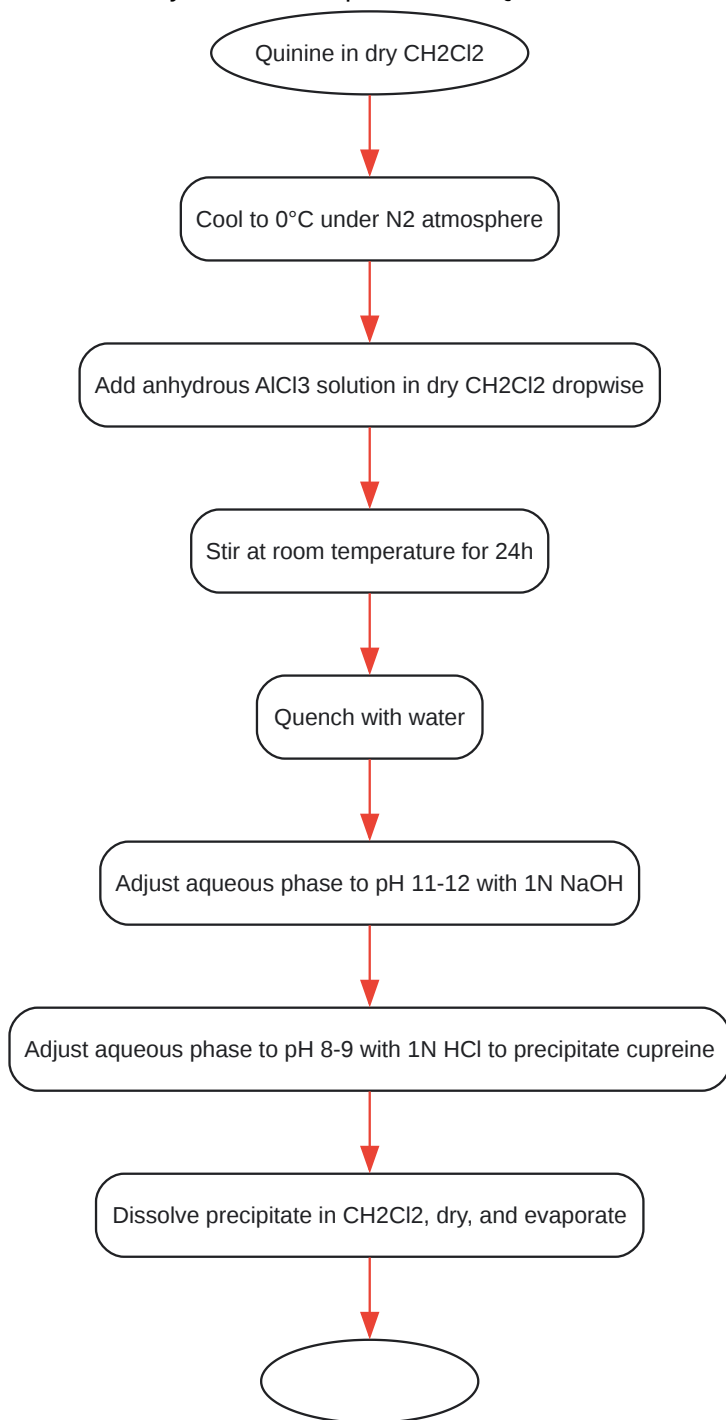 Quinine in dry CH2Cl2
Cool to 0°C under N2 atmosphere
Add anhydrous AlCl3 solution in dry CH2Cl2 dropwise
Stir at room temperature for 24h
Quench with water
Adjust aqueous phase to pH 11-12 with 1N NaOH
Adjust aqueous phase to pH 8-9 with 1N HCl to precipitate cupreine
Dissolve precipitate in CH2Cl2, dry, and evaporate